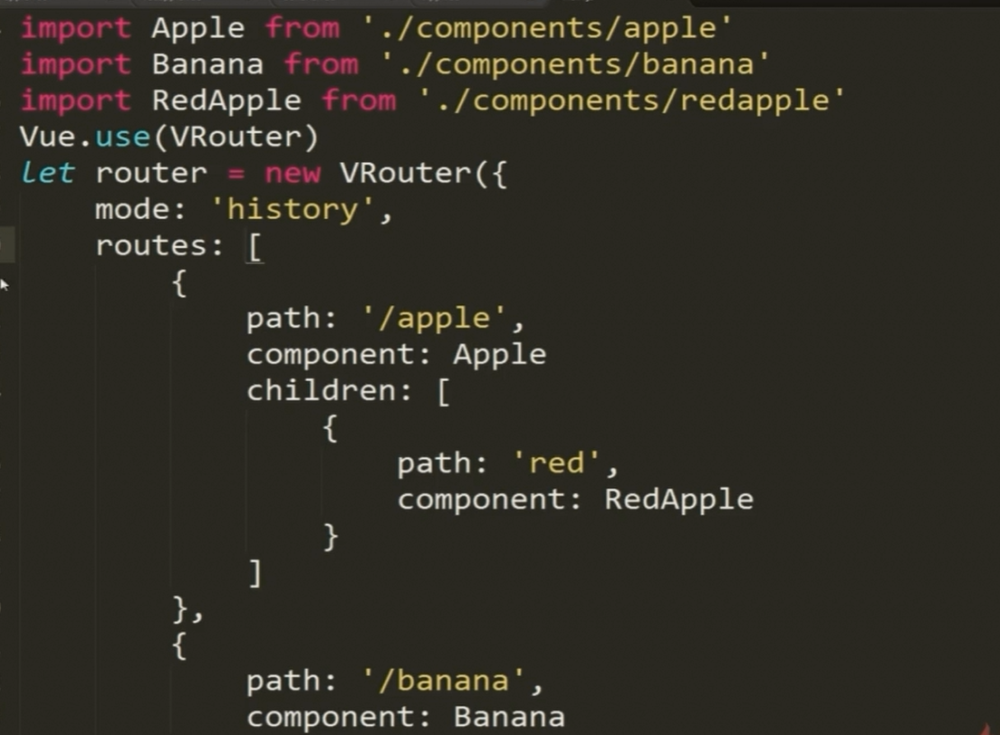 import Apple from './components/apple'
import Banana from './components/banana'
import RedApple from './components/redapple'
Vue.use(VRouter)
let router = new VRouter({
    mode: 'history',
    routes: [
        {
            path: '/apple',
            component: Apple
            children: [
                {
                    path: 'red',
                    component: RedApple
                }
            ]
        },
        {
            path: '/banana',
            component: Banana